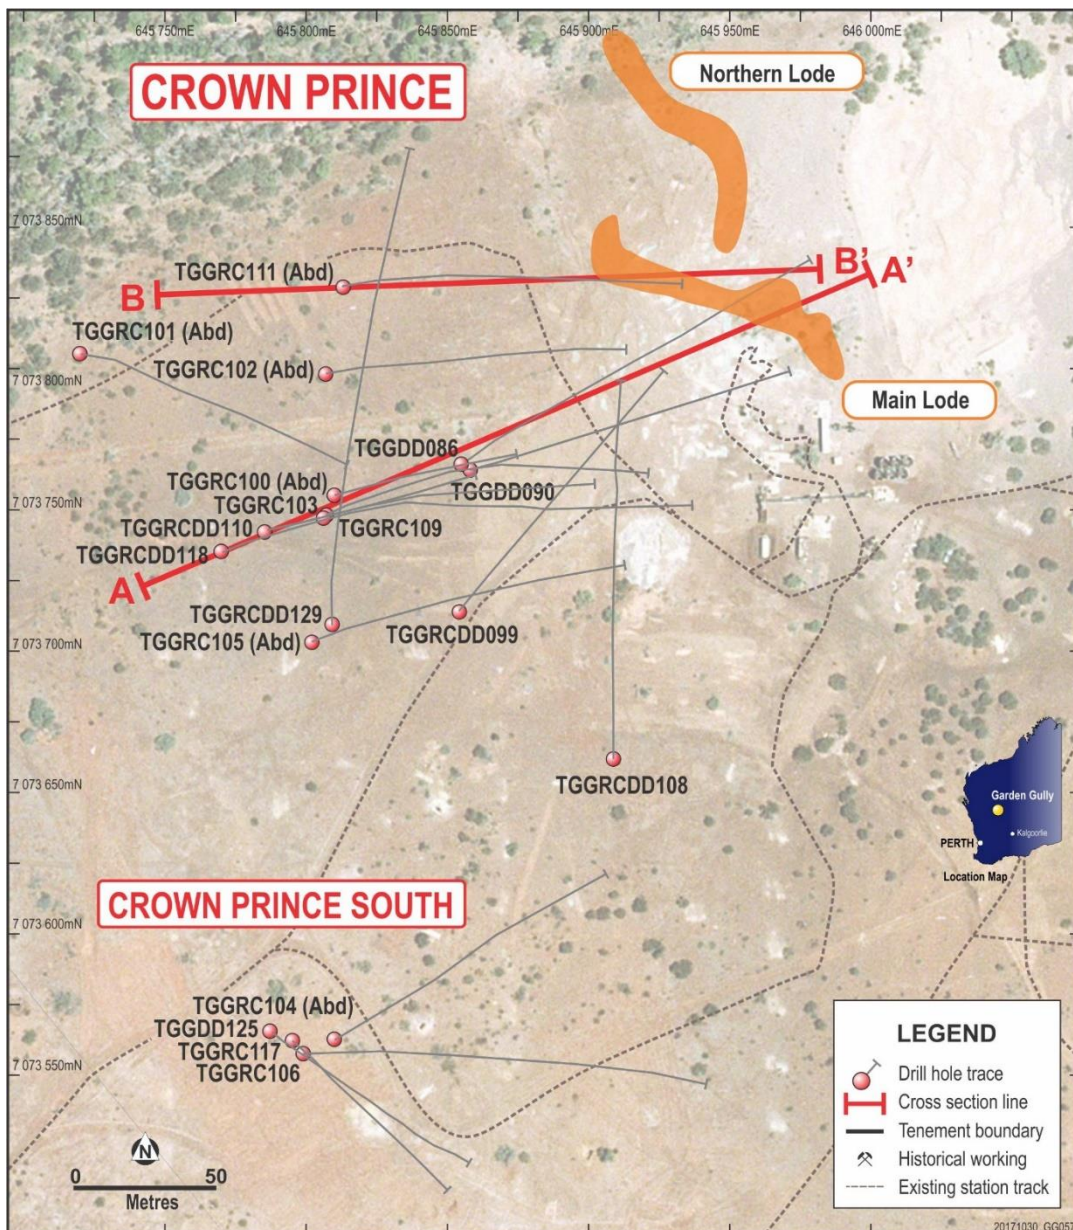 645 750mE
645 800mE
645 850mE
645 900mE
645 950mE
646 000mE
CROWN PRINCE
Northern Lode
7 073 850mN
TGGRC111 (Abd)
B
B'
A'
TGGRC101 (Abd)
TGGRC102 (Abd)
7 073 800mN
Main Lode
TGGDD086
TGGRC100 (Abd)
TGGDD090
7 073 750mN
TGGRC103
TGGRCDD110
TGGRC109
TGGRCDD118
A
TGGRCDD129
TGGRC105 (Abd)
TGGRCDD099
7 073 700mN
7 073 650mN
TGGRCDD108
Garden Gully
Kalgoorlie
PERTH
Location Map
CROWN PRINCE SOUTH
7 073 600mN
TGGRC104 (Abd)
TGGDD125
TGGRC117
TGGRC106
7 073 550mN
N
0
50
Metres
LEGEND
Drill hole trace
Cross section line
Tenement boundary
Historical working
Existing station track